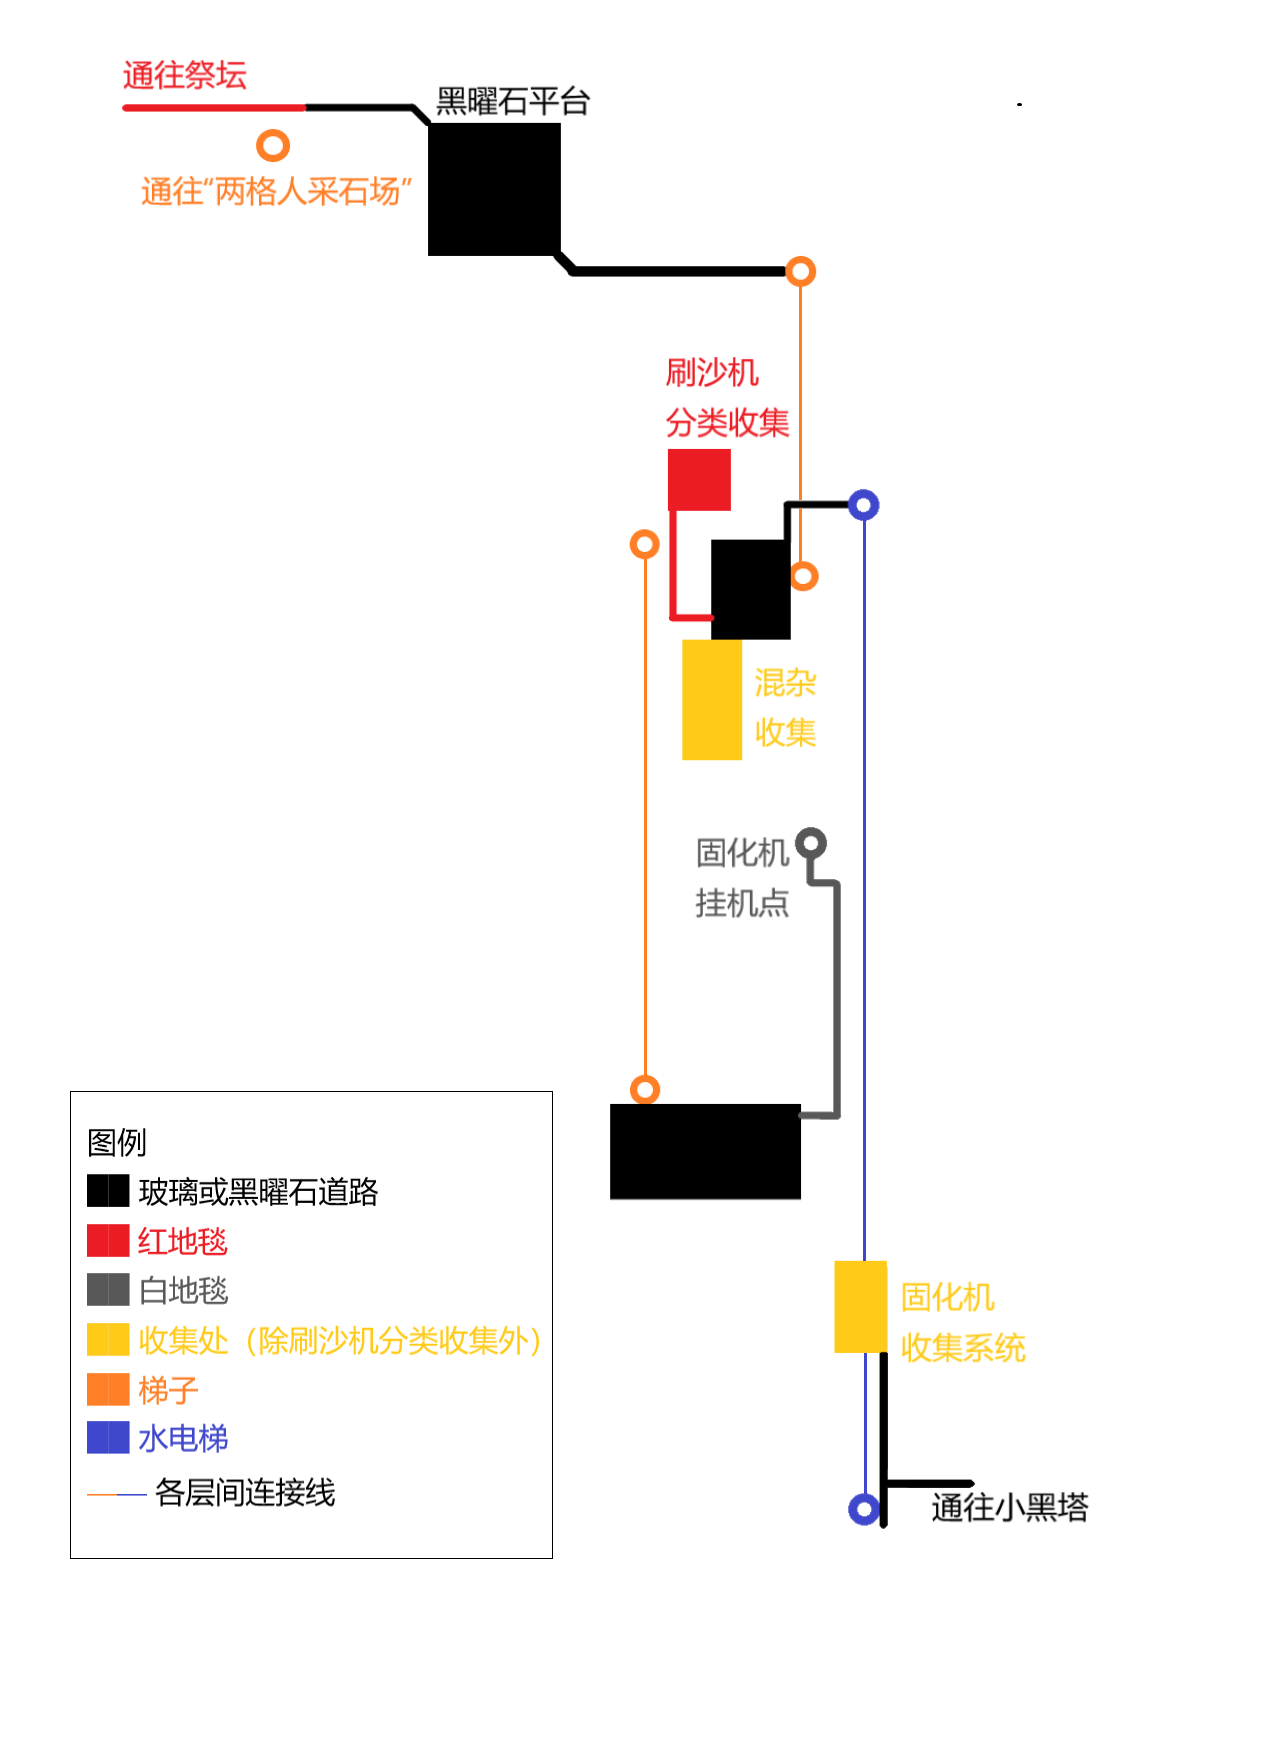 通往祭坛
黑曜石平台
通往“两格人采石场”
刷沙机
分类收集
混杂
收集
固化机
挂机点
图例
玻璃或黑曜石道路
红地毯
白地毯
收集处（除刷沙机分类收集外）
梯子
水电梯
各层间连接线
固化机
收集系统
通往小黑塔